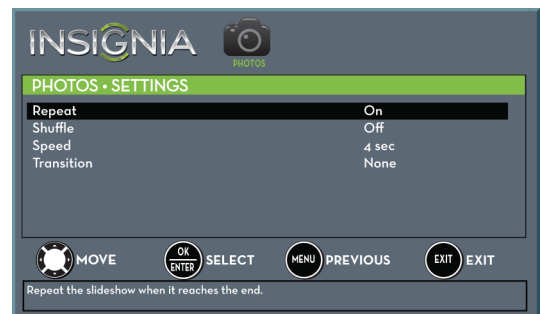 INSIGNIA
PHOTOS
PHOTOS • SETTINGS
Repeat On
Shuffle Off
Speed 4 sec
Transition None
MOVE OK ENTER SELECT MENU PREVIOUS EXIT EXIT
Repeat the slideshow when it reaches the end.